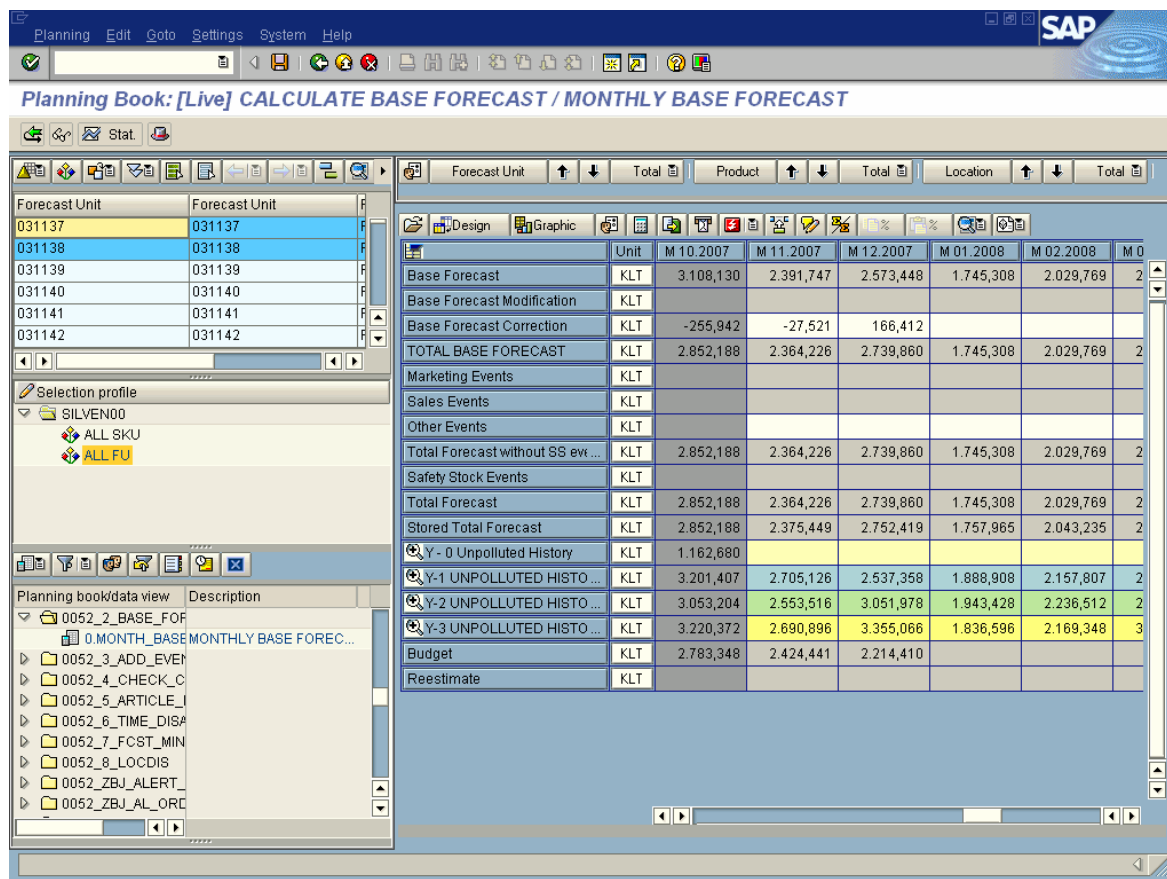 Planning Edit Goto Settings System Help
SAP
Planning Book: [Live] CALCULATE BASE FORECAST / MONTHLY BASE FORECAST
Stat.
Forecast Unit Total Product Total Location Total
Forecast Unit Forecast Unit F
031137 031137 F
031138 031138 F
031139 031139 F
031140 031140 F
031141 031141 F
031142 031142 F
Selection profile
SILVEN00
ALL SKU
ALL FU
Planning book/data view Description
0052_2_BASE_FOF
0.MONTH_BASE MONTHLY BASE FOREC...
0052_3_ADD_EVEN
0052_4_CHECK_C
0052_5_ARTICLE_I
0052_6_TIME_DISA
0052_7_FCST_MIN
0052_8_LOCDIS
0052_ZBJ_ALERT_
0052_ZBJ_AL_ORD
Design Graphic
Unit M 10.2007 M 11.2007 M 12.2007 M 01.2008 M 02.2008 M 0
Base Forecast KLT 3.108,130 2.391,747 2.573,448 1.745,308 2.029,769 2
Base Forecast Modification KLT
Base Forecast Correction KLT -255,942 -27,521 166,412
TOTAL BASE FORECAST KLT 2.852,188 2.364,226 2.739,860 1.745,308 2.029,769 2
Marketing Events KLT
Sales Events KLT
Other Events KLT
Total Forecast without SS eve... KLT 2.852,188 2.364,226 2.739,860 1.745,308 2.029,769 2
Safety Stock Events KLT
Total Forecast KLT 2.852,188 2.364,226 2.739,860 1.745,308 2.029,769 2
Stored Total Forecast KLT 2.852,188 2.375,449 2.752,419 1.757,965 2.043,235 2
Y - 0 Unpolluted History KLT 1.162,680
Y-1 UNPOLLUTED HISTO... KLT 3.201,407 2.705,126 2.537,358 1.888,908 2.157,807 2
Y-2 UNPOLLUTED HISTO... KLT 3.053,204 2.553,516 3.051,978 1.943,428 2.236,512 2
Y-3 UNPOLLUTED HISTO... KLT 3.220,372 2.690,896 3.355,066 1.836,596 2.169,348 3
Budget KLT 2.783,348 2.424,441 2.214,410
Reestimate KLT